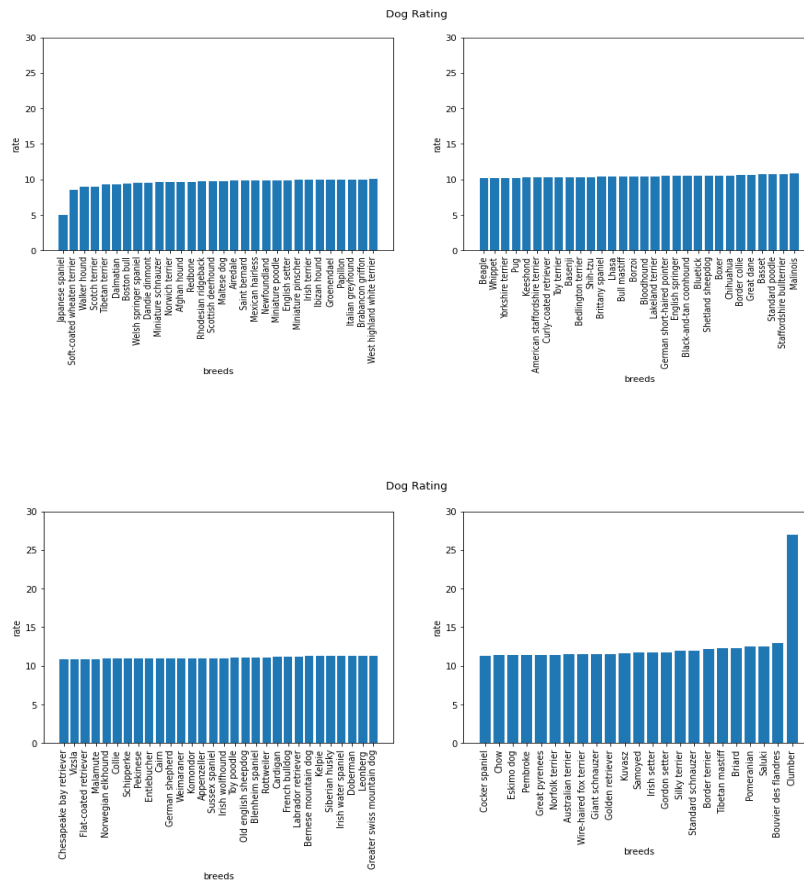 Dog Rating
30
25
20
15
10
5
0
rate
Japanese spaniel
Soft-coated wheaten terrier
Walker hound
Scotch terrier
Tibetan terrier
Dalmatian
Boston bull
Welsh springer spaniel
Dandie dinmont
Miniature schnauzer
Norwich terrier
Afghan hound
Redbone
Rhodesian ridgeback
Scottish deerhound
Maltese dog
Airedale
Saint bernard
Mexican hairless
Newfoundland
Miniature poodle
English setter
Miniature pinscher
Irish terrier
Ibizan hound
Groenendael
Papillon
Italian greyhound
Brabancon griffon
West highland white terrier
breeds
30
25
20
15
10
5
0
rate
Beagle
Whippet
Yorkshire terrier
Pug
Keeshond
American staffordshire terrier
Curly-coated retriever
Toy terrier
Basenji
Bedlington terrier
Shih-tzu
Brittany spaniel
Lhasa
Bull mastiff
Borzoi
Bloodhound
Lakeland terrier
German short-haired pointer
English springer
Black-and-tan coonhound
Bluetick
Shetland sheepdog
Boxer
Chihuahua
Border collie
Great dane
Basset
Standard poodle
Staffordshire bullterrier
Malinois
breeds
Dog Rating
30
25
20
15
10
5
0
rate
Chesapeake bay retriever
Vizsla
Flat-coated retriever
Malamute
Norwegian elkhound
Collie
Schipperke
Pekinese
Entlebucher
Cairn
German shepherd
Weimaraner
Komondor
Appenzeller
Sussex spaniel
Irish wolfhound
Toy poodle
Old english sheepdog
Blenheim spaniel
Rottweiler
Cardigan
French bulldog
Labrador retriever
Bernese mountain dog
Kelpie
Siberian husky
Irish water spaniel
Doberman
Leonberg
Greater swiss mountain dog
breeds
30
25
20
15
10
5
0
rate
Cocker spaniel
Chow
Eskimo dog
Pembroke
Great pyrenees
Norfolk terrier
Australian terrier
Wire-haired fox terrier
Giant schnauzer
Golden retriever
Kuvasz
Samoyed
Irish setter
Gordon setter
Silky terrier
Standard schnauzer
Border terrier
Tibetan mastiff
Briard
Pomeranian
Saluki
Bouvier des flandres
Clumber
breeds